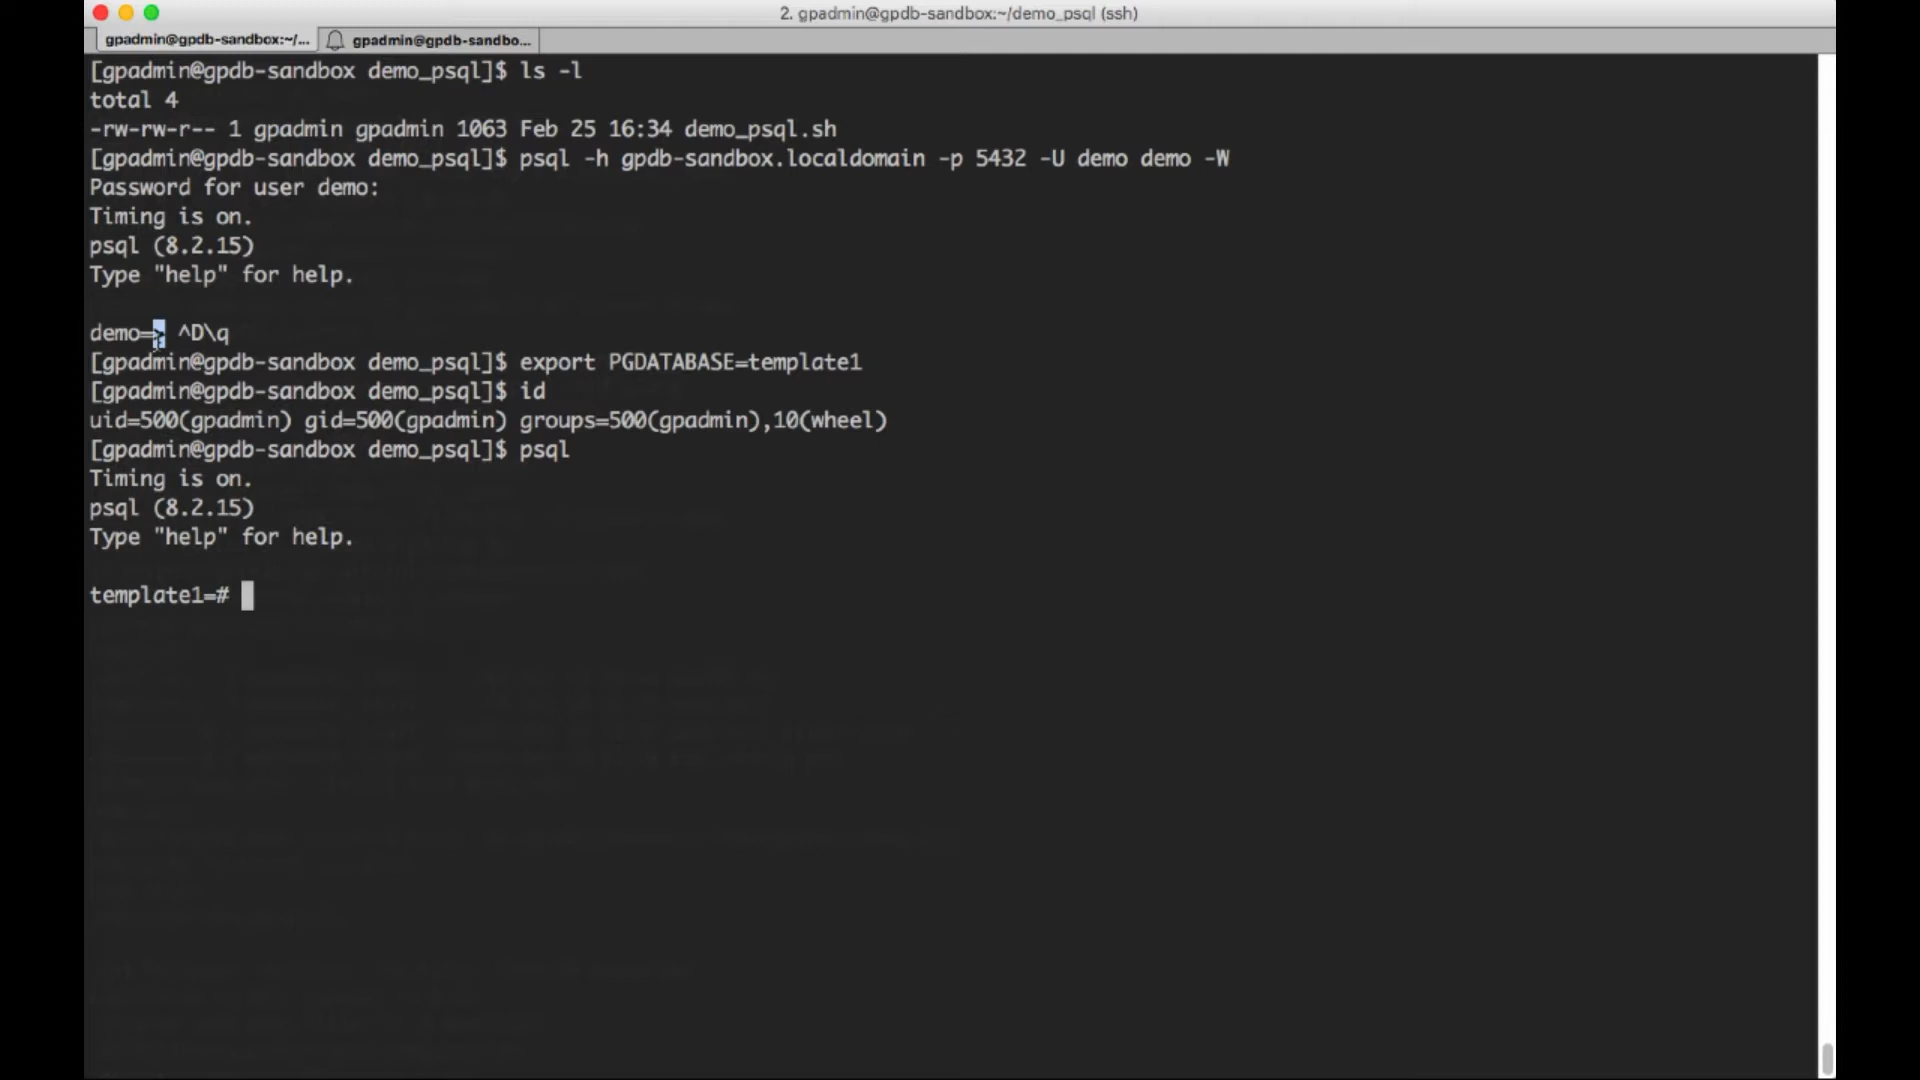 2. gpadmin@gpdb-sandbox:~/demo_psql (ssh)
gpadmin@gpdb-sandbox:~/... gpadmin@gpdb-sandbo...
[gpadmin@gpdb-sandbox demo_psql]$ ls -l
total 4
-rw-rw-r-- 1 gpadmin gpadmin 1063 Feb 25 16:34 demo_psql.sh
[gpadmin@gpdb-sandbox demo_psql]$ psql -h gpdb-sandbox.localdomain -p 5432 -U demo demo -W
Password for user demo:
Timing is on.
psql (8.2.15)
Type "help" for help.
demo=> ^D\q
[gpadmin@gpdb-sandbox demo_psql]$ export PGDATABASE=template1
[gpadmin@gpdb-sandbox demo_psql]$ id
uid=500(gpadmin) gid=500(gpadmin) groups=500(gpadmin),10(wheel)
[gpadmin@gpdb-sandbox demo_psql]$ psql
Timing is on.
psql (8.2.15)
Type "help" for help.
template1=#